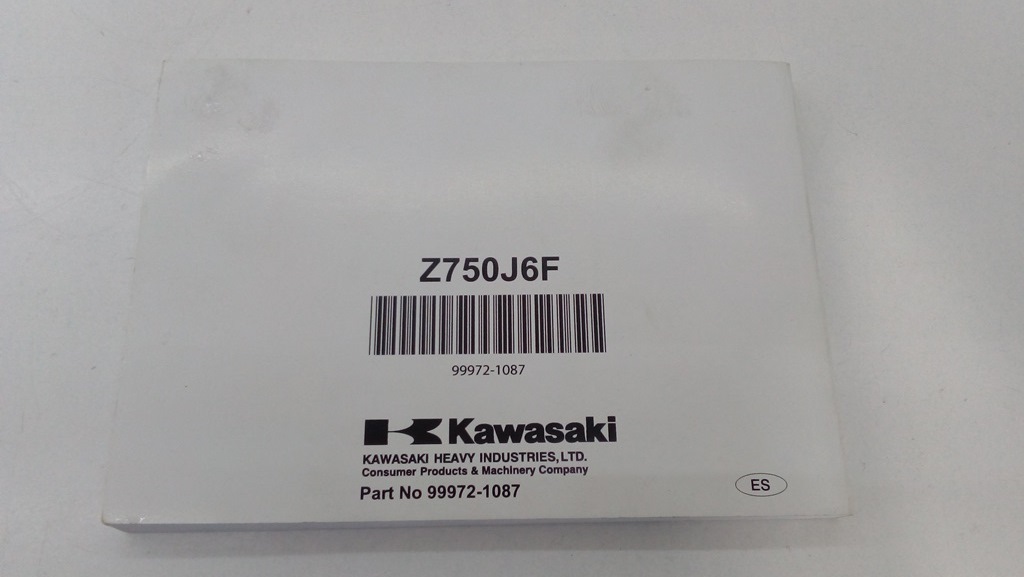 Z750J6F
99972-1087
Kawasaki
KAWASAKI HEAVY INDUSTRIES,LTD.
Consumer Products & Machinery Company
Part No 99972-1087
ES